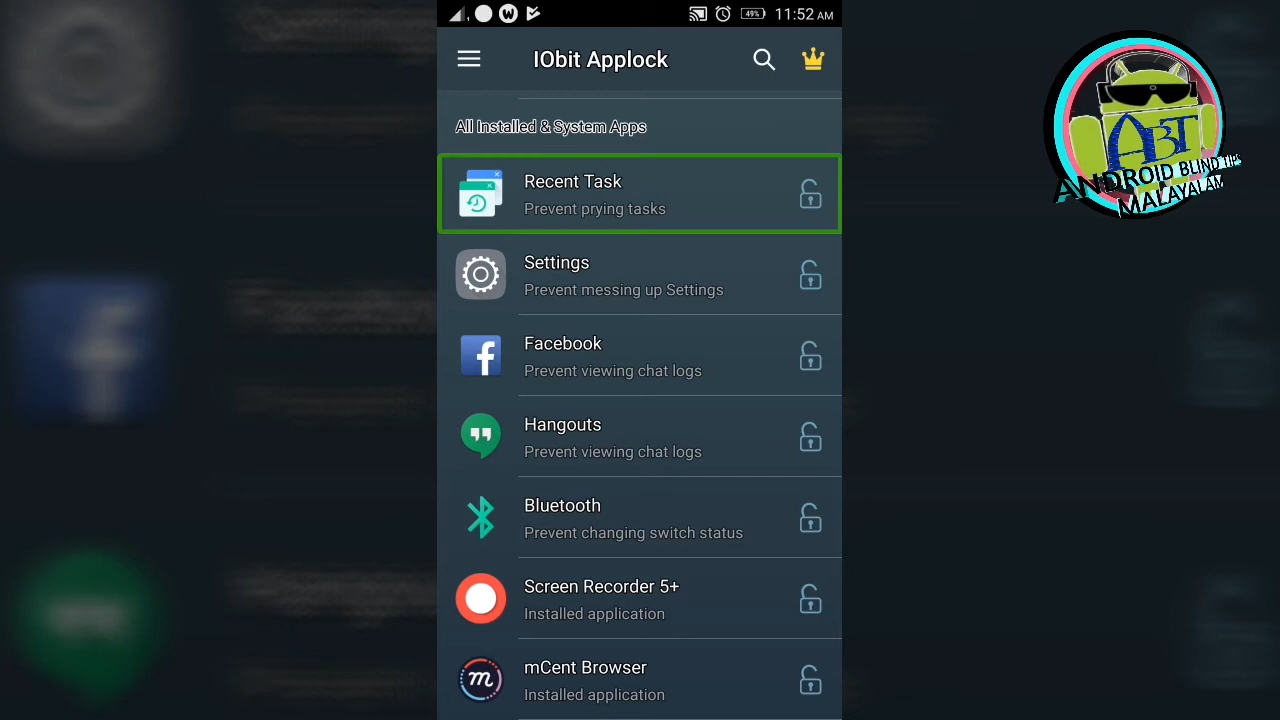 49%
11:52 AM
IObit Applock
All Installed & System Apps
Recent Task
Prevent prying tasks
Settings
Prevent messing up Settings
Facebook
Prevent viewing chat logs
Hangouts
Prevent viewing chat logs
Bluetooth
Prevent changing switch status
Screen Recorder 5+
Installed application
mCent Browser
Installed application
ABT
ANDROID BLIND TIPS
MALAYALAM